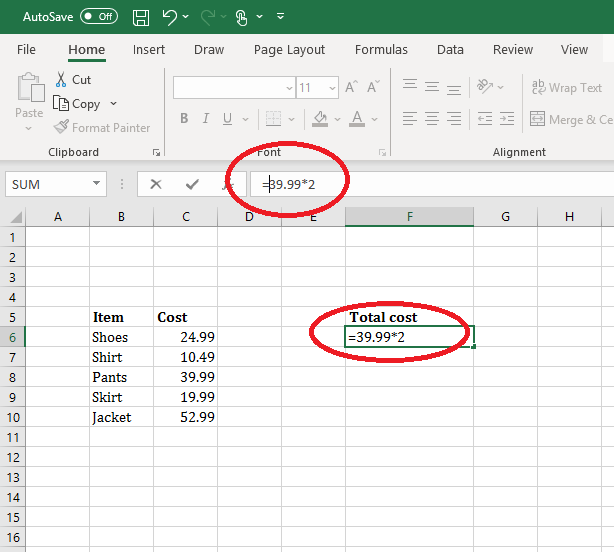 AutoSave Off
File Home Insert Draw Page Layout Formulas Data Review View
Cut
Copy
Paste
Format Painter
11
A A
B I U A
ab Wrap Text
Merge & Ce
Clipboard Font Alignment
SUM =39.99*2
A B C D E F G H
1
2
3
4
5 Item Cost Total cost
6 Shoes 24.99 =39.99*2
7 Shirt 10.49
8 Pants 39.99
9 Skirt 19.99
10 Jacket 52.99
11
12
13
14
15
16